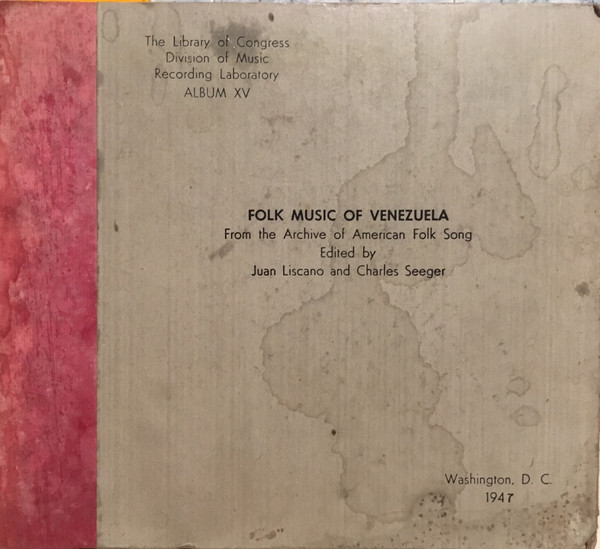 The Library of Congress
Division of Music
Recording Laboratory
ALBUM XV
FOLK MUSIC OF VENEZUELA
From the Archive of American Folk Song
Edited by
Juan Liscano and Charles Seeger
Washington, D. C.
1947